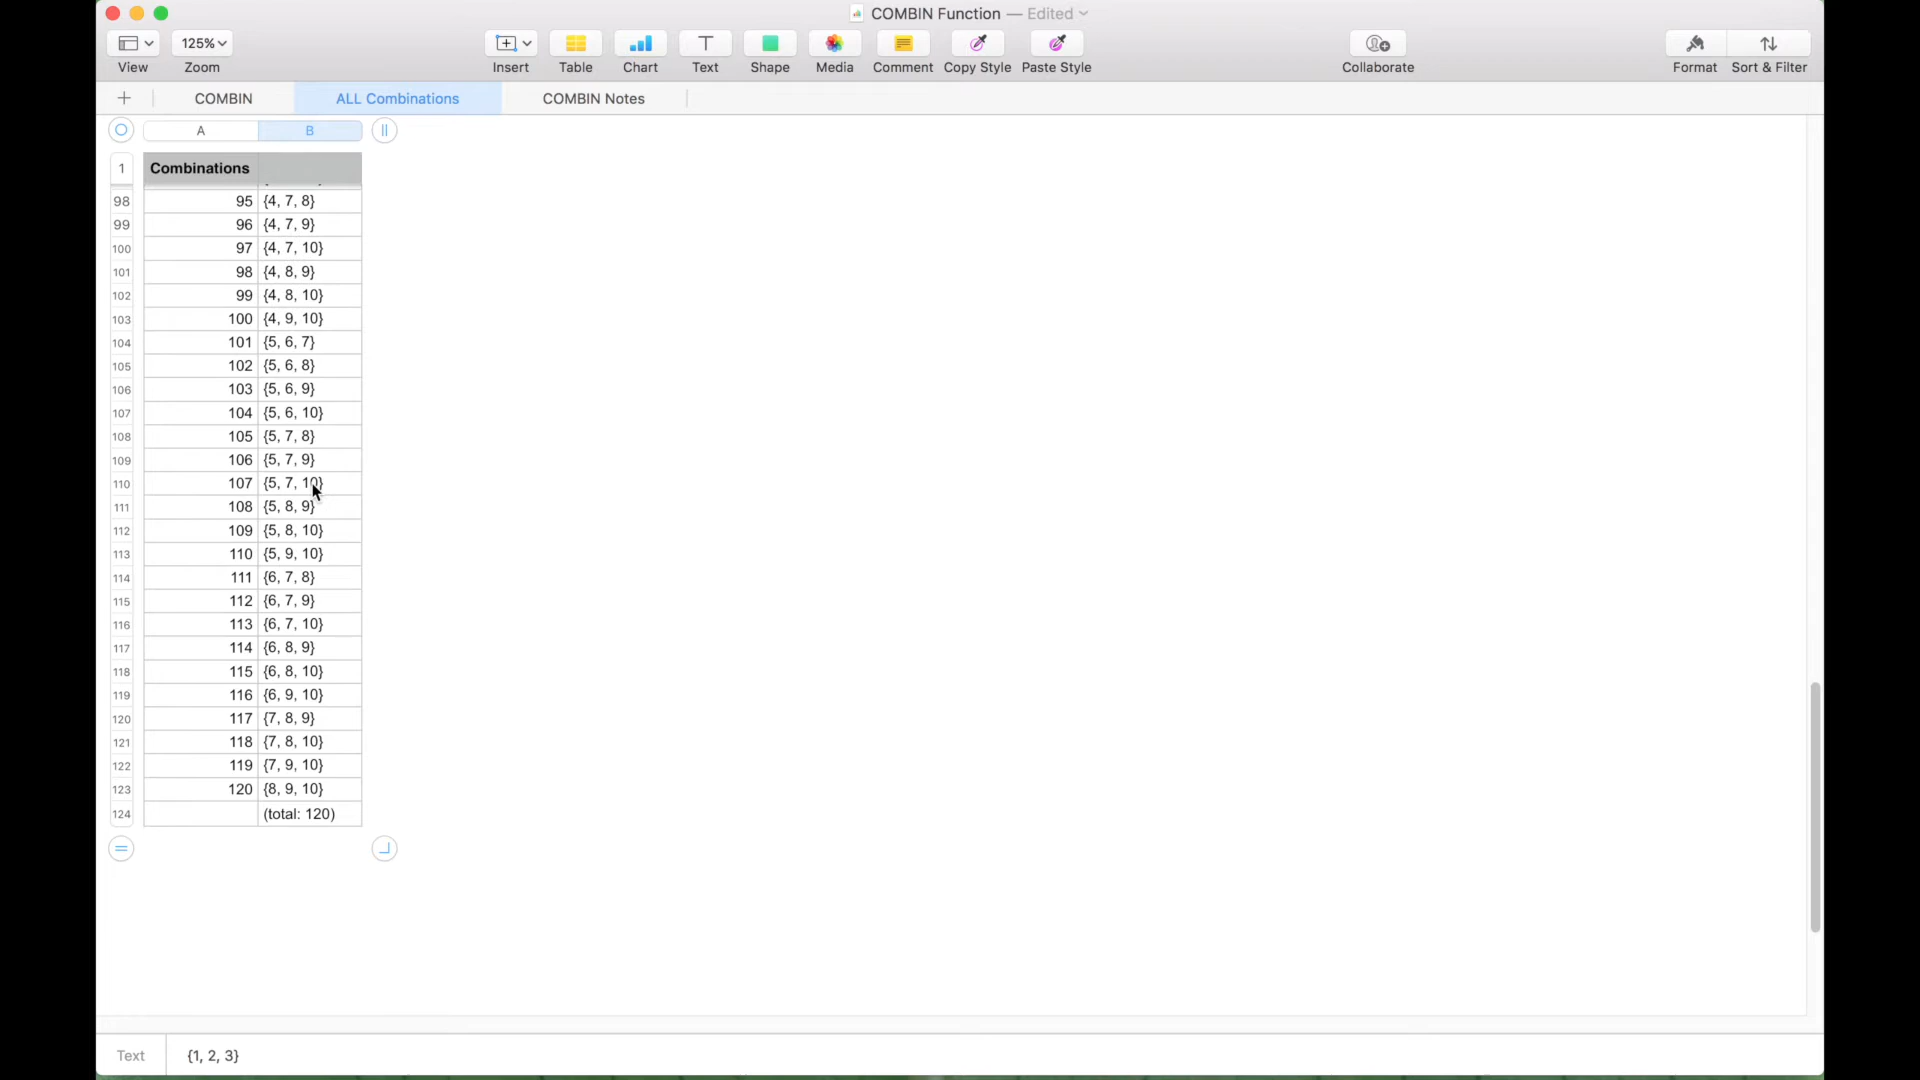 COMBIN Function — Edited
125%
View Zoom Insert Table Chart Text Shape Media Comment Copy Style Paste Style Collaborate Format Sort & Filter
COMBIN ALL Combinations COMBIN Notes
A B
1 Combinations
98 95 {4, 7, 8}
99 96 {4, 7, 9}
100 97 {4, 7, 10}
101 98 {4, 8, 9}
102 99 {4, 8, 10}
103 100 {4, 9, 10}
104 101 {5, 6, 7}
105 102 {5, 6, 8}
106 103 {5, 6, 9}
107 104 {5, 6, 10}
108 105 {5, 7, 8}
109 106 {5, 7, 9}
110 107 {5, 7, 10}
111 108 {5, 8, 9}
112 109 {5, 8, 10}
113 110 {5, 9, 10}
114 111 {6, 7, 8}
115 112 {6, 7, 9}
116 113 {6, 7, 10}
117 114 {6, 8, 9}
118 115 {6, 8, 10}
119 116 {6, 9, 10}
120 117 {7, 8, 9}
121 118 {7, 8, 10}
122 119 {7, 9, 10}
123 120 {8, 9, 10}
124 (total: 120)
Text {1, 2, 3}